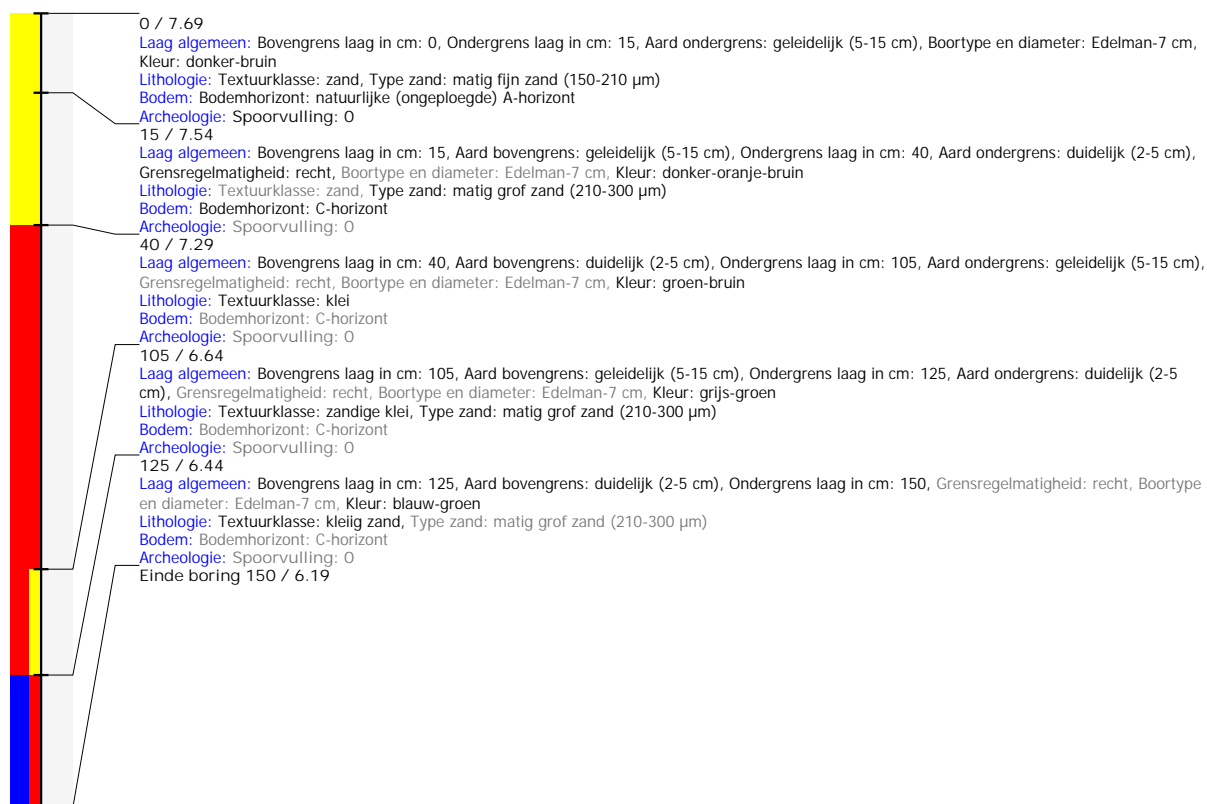 0 / 7.69
Laag algemeen: Bovengrens laag in cm: 0, Ondergrens laag in cm: 15, Aard ondergrens: geleidelijk (5-15 cm), Boortype en diameter: Edelman-7 cm,
Kleur: donker-bruin
Lithologie: Textuurklasse: zand, Type zand: matig fijn zand (150-210 µm)
Bodem: Bodemhorizont: natuurlijke (ongeploegde) A-horizont
Archeologie: Spoorvulling: 0
15 / 7.54
Laag algemeen: Bovengrens laag in cm: 15, Aard bovengrens: geleidelijk (5-15 cm), Ondergrens laag in cm: 40, Aard ondergrens: duidelijk (2-5 cm),
Grensregelmatigheid: recht, Boortype en diameter: Edelman-7 cm, Kleur: donker-oranje-bruin
Lithologie: Textuurklasse: zand, Type zand: matig grof zand (210-300 µm)
Bodem: Bodemhorizont: C-horizont
Archeologie: Spoorvulling: 0
40 / 7.29
Laag algemeen: Bovengrens laag in cm: 40, Aard bovengrens: duidelijk (2-5 cm), Ondergrens laag in cm: 105, Aard ondergrens: geleidelijk (5-15 cm),
Grensregelmatigheid: recht, Boortype en diameter: Edelman-7 cm, Kleur: groen-bruin
Lithologie: Textuurklasse: klei
Bodem: Bodemhorizont: C-horizont
Archeologie: Spoorvulling: 0
105 / 6.64
Laag algemeen: Bovengrens laag in cm: 105, Aard bovengrens: geleidelijk (5-15 cm), Ondergrens laag in cm: 125, Aard ondergrens: duidelijk (2-5
cm), Grensregelmatigheid: recht, Boortype en diameter: Edelman-7 cm, Kleur: grijs-groen
Lithologie: Textuurklasse: zandige klei, Type zand: matig grof zand (210-300 µm)
Bodem: Bodemhorizont: C-horizont
Archeologie: Spoorvulling: 0
125 / 6.44
Laag algemeen: Bovengrens laag in cm: 125, Aard bovengrens: duidelijk (2-5 cm), Ondergrens laag in cm: 150, Grensregelmatigheid: recht, Boortype
en diameter: Edelman-7 cm, Kleur: blauw-groen
Lithologie: Textuurklasse: kleiig zand, Type zand: matig grof zand (210-300 µm)
Bodem: Bodemhorizont: C-horizont
Archeologie: Spoorvulling: 0
Einde boring 150 / 6.19